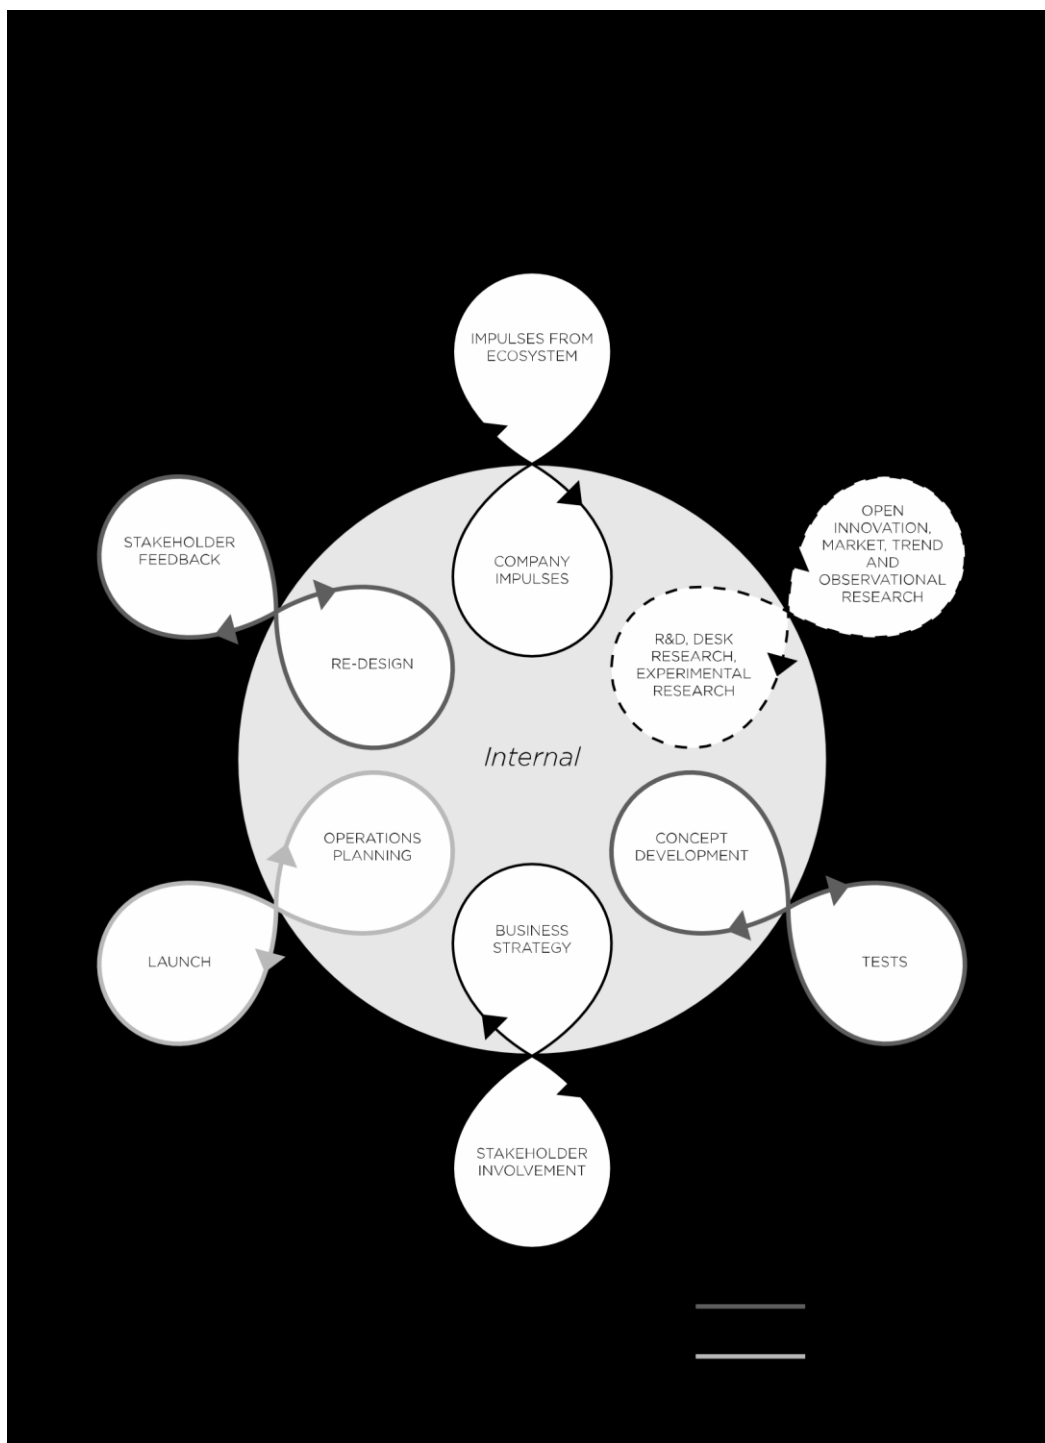 IMPULSES FROM
ECOSYSTEM
STAKEHOLDER
FEEDBACK
COMPANY
IMPULSES
OPEN
INNOVATION,
MARKET, TREND
AND
OBSERVATIONAL
RESEARCH
RE-DESIGN
R&D, DESK
RESEARCH,
EXPERIMENTAL
RESEARCH
Internal
OPERATIONS
PLANNING
CONCEPT
DEVELOPMENT
LAUNCH
BUSINESS
STRATEGY
TESTS
STAKEHOLDER
INVOLVEMENT